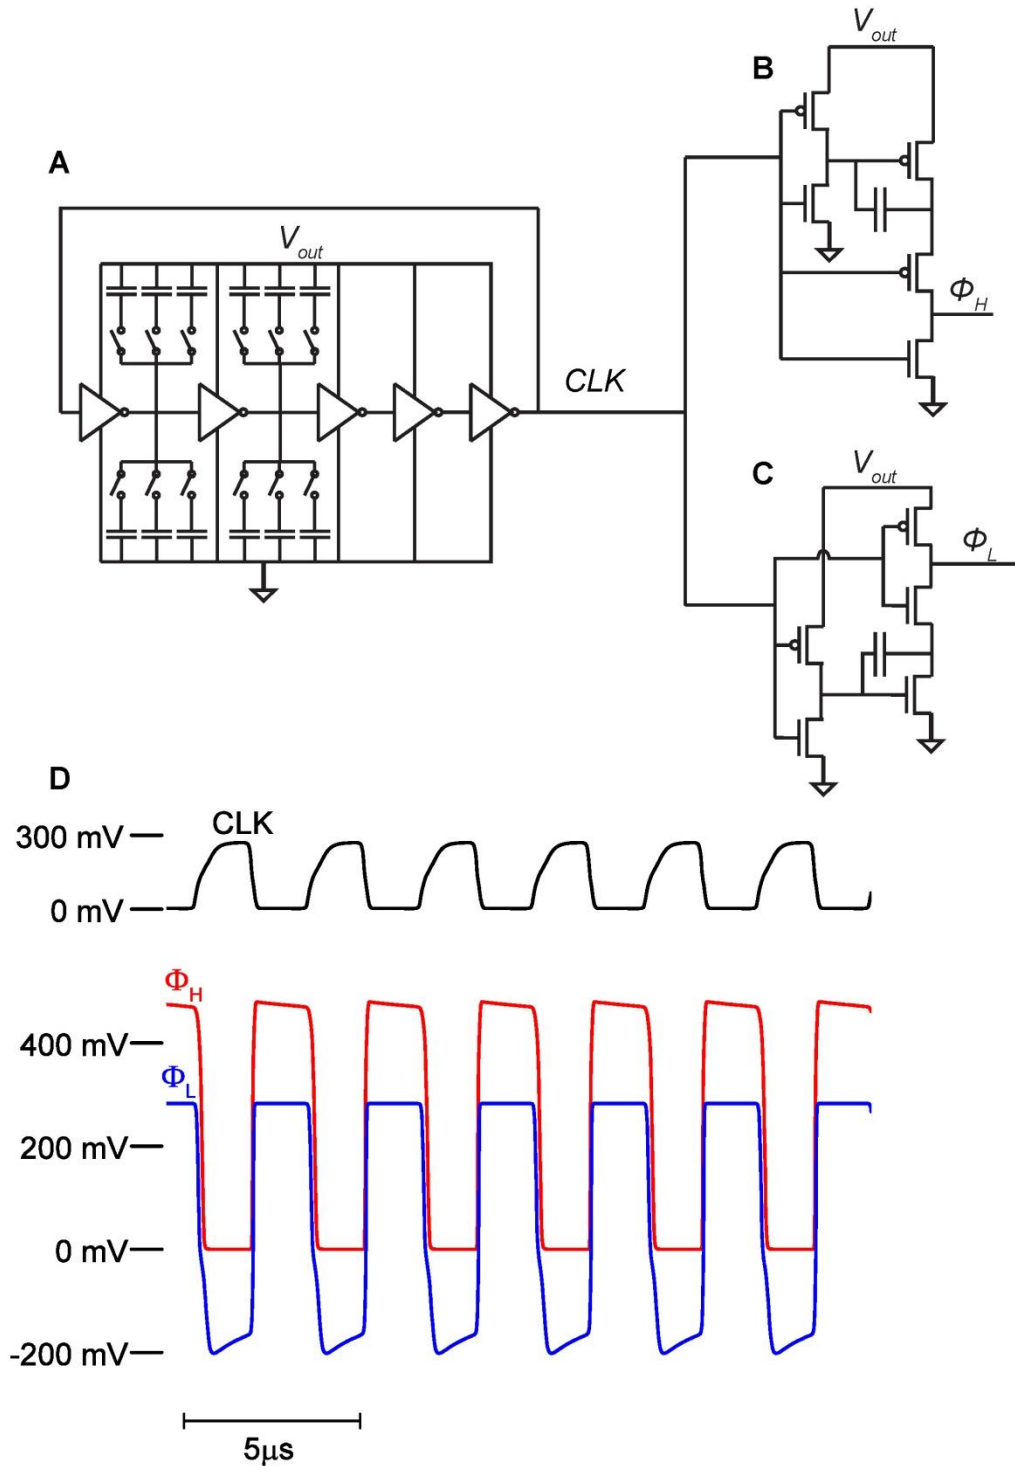 V_out
B
A
V_out
Φ_H
CLK
C
V_out
Φ_L
D
CLK
300 mV
0 mV
Φ_H
400 mV
Φ_L
200 mV
0 mV
-200 mV
5μs